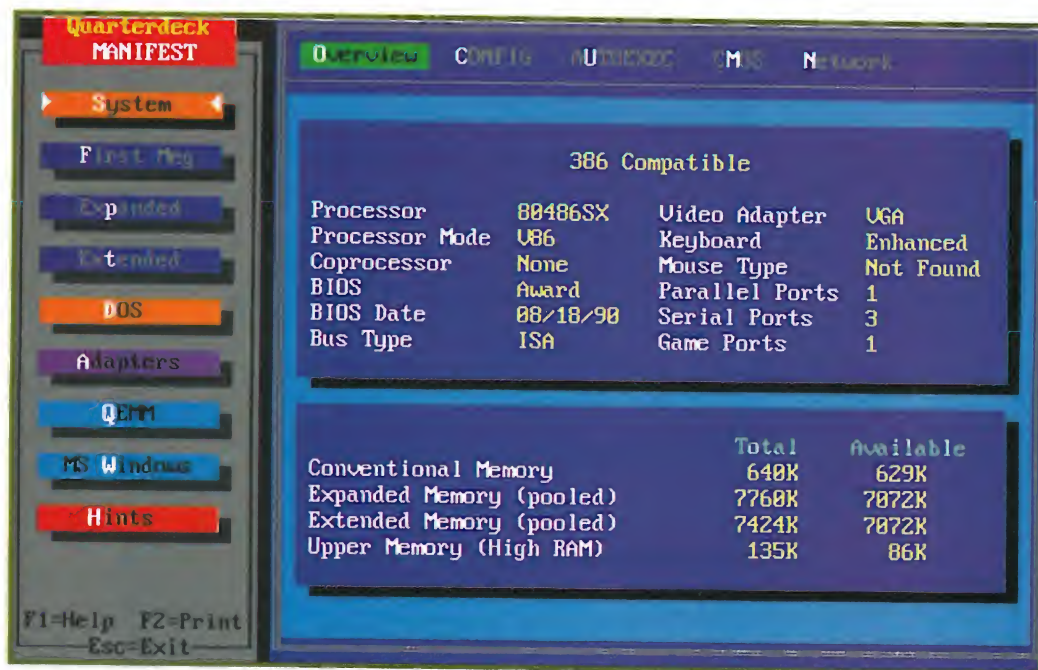 Quarterdeck
MANIFEST
System
First Meg
Expanded
Extended
DOS
Adapters
QEMM
MS Windows
Hints
F1=Help F2=Print
Esc=Exit
Overview CONFIG AUTOEXEC CMOS Network
386 Compatible
Processor 80486SX Video Adapter VGA
Processor Mode V86 Keyboard Enhanced
Coprocessor None Mouse Type Not Found
BIOS Award Parallel Ports 1
BIOS Date 08/18/90 Serial Ports 3
Bus Type ISA Game Ports 1
Total Available
Conventional Memory 640K 629K
Expanded Memory (pooled) 7760K 7072K
Extended Memory (pooled) 7424K 7072K
Upper Memory (High RAM) 135K 86K